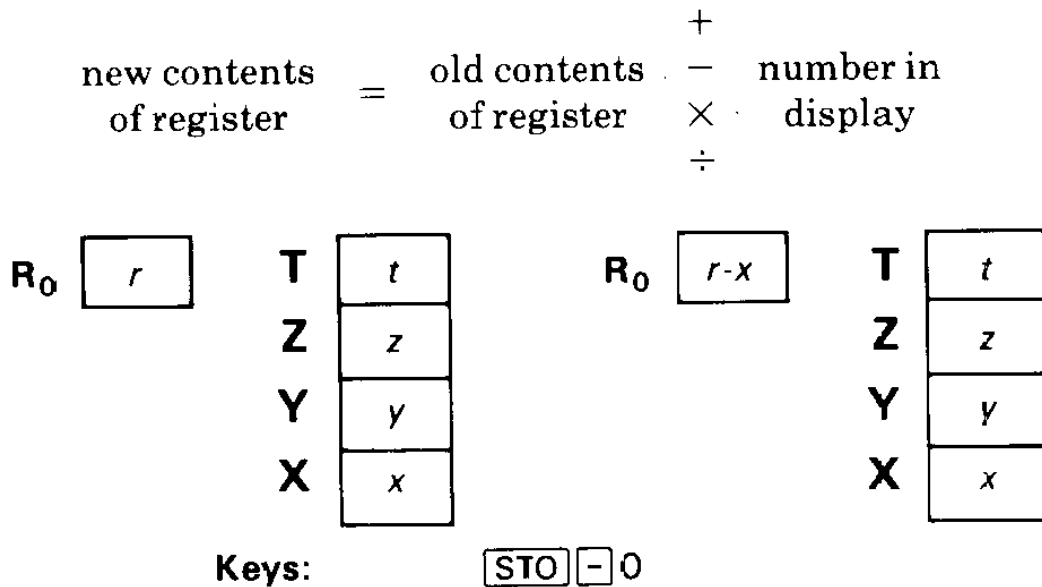 +
new contents = old contents − number in
of register of register × display
÷
R₀ r T t R₀ r-x T t
Z z Z z
Y y Y y
X x X x
Keys: STO - 0